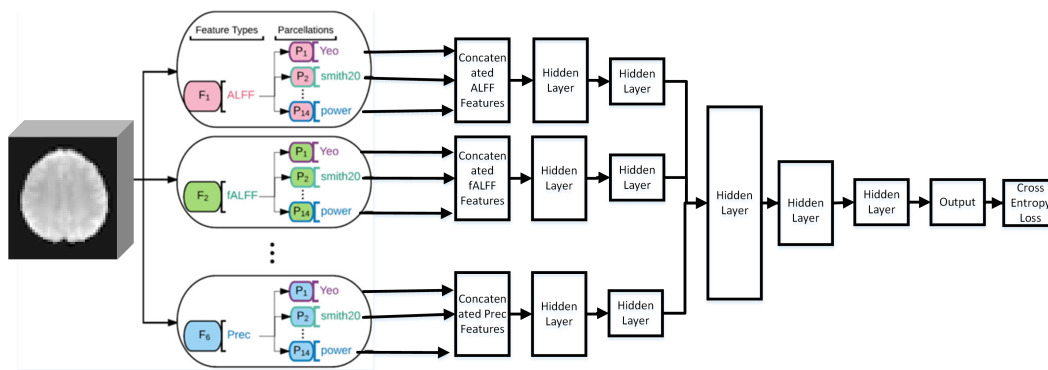 Feature Types
Parcellations
F1
ALFF
P1
Yeo
P2
smith20
P14
power
Concaten
ated
ALFF
Features
Hidden
Layer
Hidden
Layer
F2
fALFF
P1
Yeo
P2
smith20
P14
power
Concaten
ated
fALFF
Features
Hidden
Layer
Hidden
Layer
F6
Prec
P1
Yeo
P2
smith20
P14
power
Concaten
ated Prec
Features
Hidden
Layer
Hidden
Layer
Hidden
Layer
Hidden
Layer
Hidden
Layer
Output
Cross
Entropy
Loss